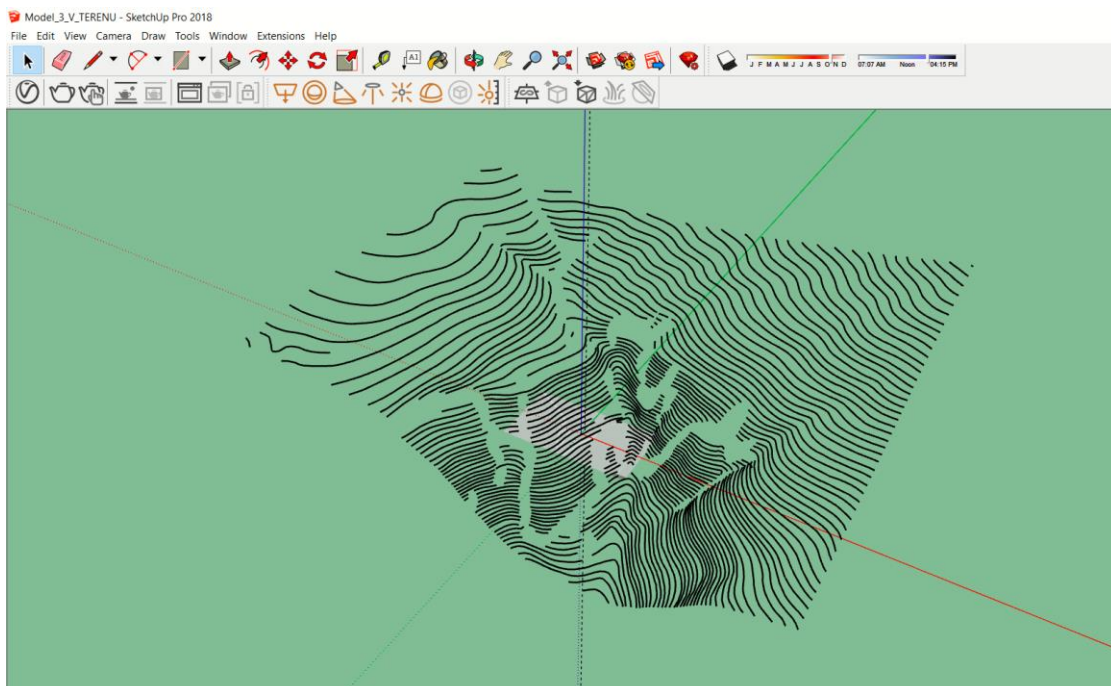 Model_3_V_TERENU - SketchUp Pro 2018
File Edit View Camera Draw Tools Window Extensions Help
A1
J F M A M J J A S O N D 07:07 AM Noon 04:15 PM